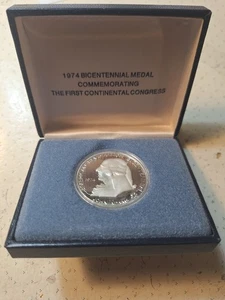 1974 BICENTENNIAL MEDAL
COMMEMORATING
THE FIRST CONTINENTAL CONGRESS